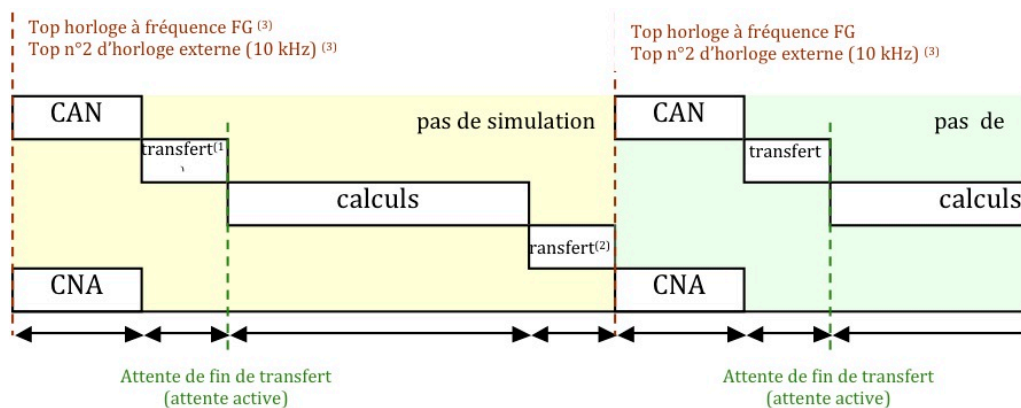 Top horloge à fréquence FG (3)
Top n°2 d'horloge externe (10 kHz) (3)
Top horloge à fréquence FG
Top n°2 d'horloge externe (10 kHz) (3)
CAN
pas de simulation
CAN
pas de
transfert(1
)
transfert
calculs
calculs
ransfert(2)
CNA
CNA
Attente de fin de transfert
(attente active)
Attente de fin de transfert
(attente active)